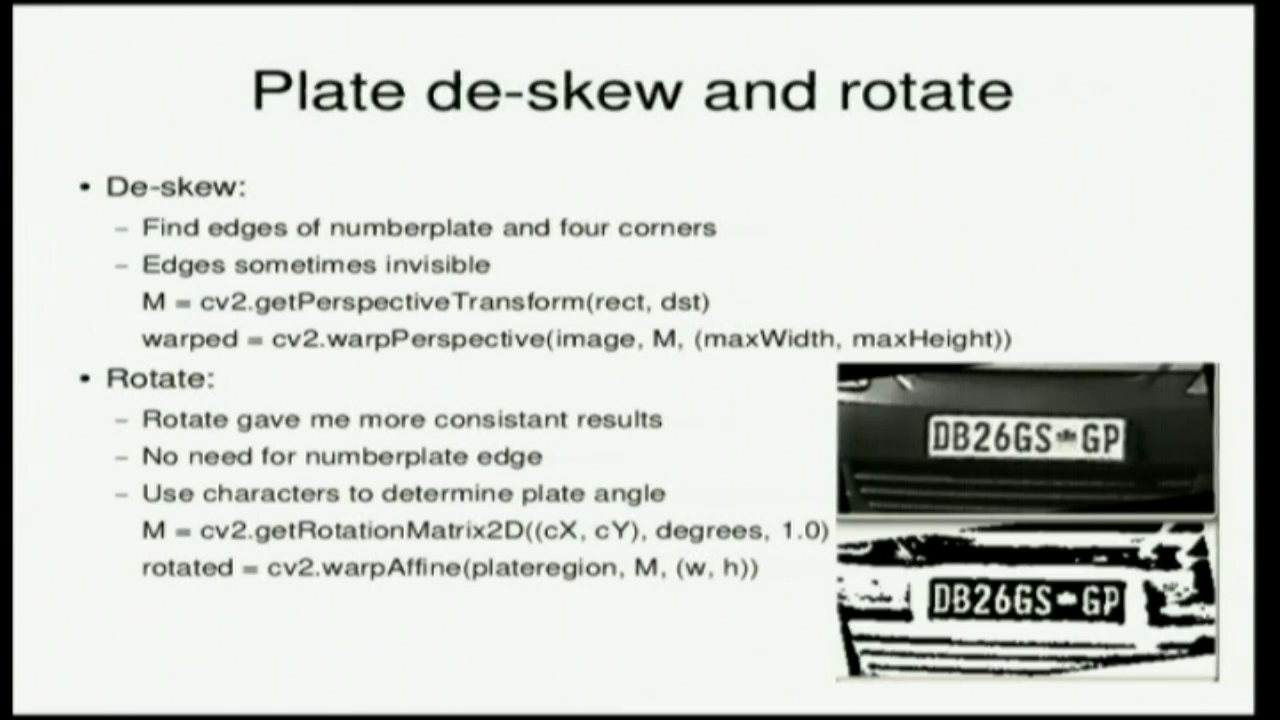 Plate de-skew and rotate
• De-skew:
– Find edges of numberplate and four corners
– Edges sometimes invisible
M = cv2.getPerspectiveTransform(rect, dst)
warped = cv2.warpPerspective(image, M, (maxWidth, maxHeight))
• Rotate:
– Rotate gave me more consistant results
– No need for numberplate edge
– Use characters to determine plate angle
M = cv2.getRotationMatrix2D((cX, cY), degrees, 1.0)
rotated = cv2.warpAffine(plateregion, M, (w, h))
DB26GS GP
DB26GS GP